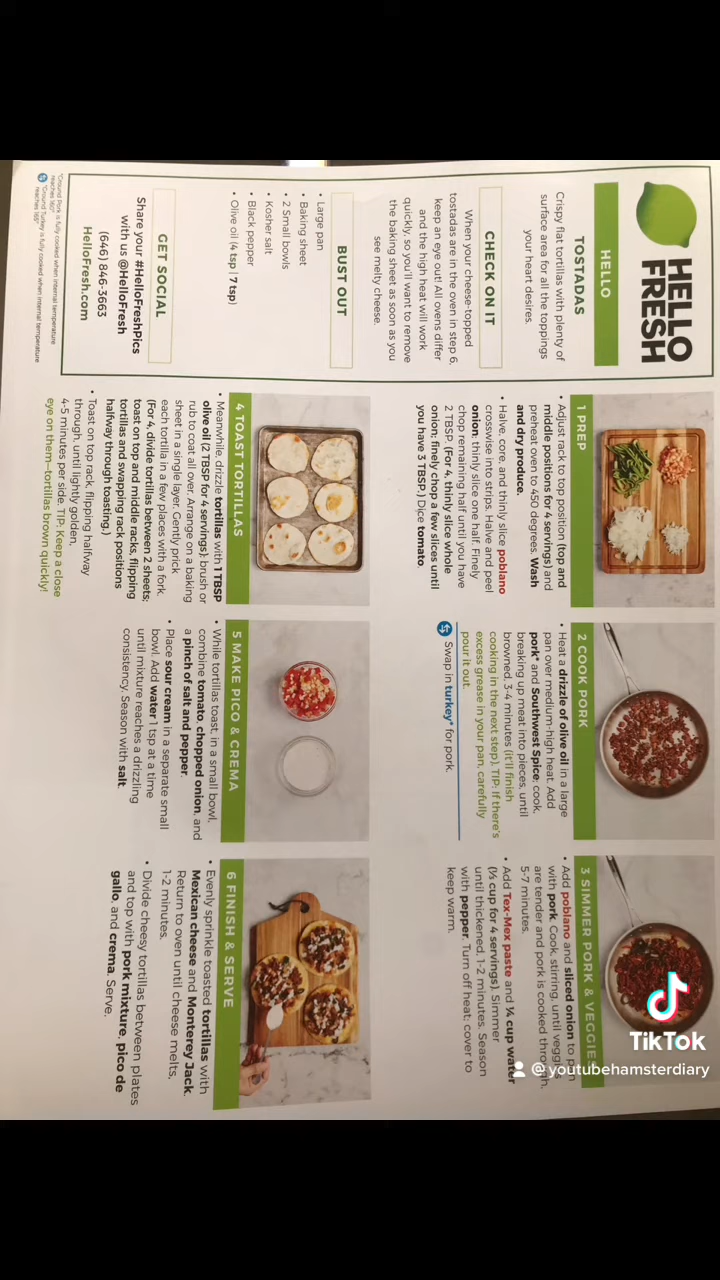 HELLO
FRESH
HELLO
TOSTADAS
Crispy flat tortillas with plenty of
surface area for all the toppings
your heart desires.
CHECK ON IT
When your cheese-topped
tostadas are in the oven in step 6,
keep an eye out! All ovens differ
and the high heat will work
quickly, so you'll want to remove
the baking sheet as soon as you
see melty cheese.
BUST OUT
• Large pan
• Baking sheet
• 2 Small bowls
• Kosher salt
• Black pepper
• Olive oil (4 tsp | 7 tsp)
GET SOCIAL
Share your #HelloFreshPics
with us @HelloFresh
(646) 846-3663
HelloFresh.com
*Ground Pork is fully cooked when internal temperature
reaches 160°.
*Ground Turkey is fully cooked when internal temperature
reaches 165°.
1 PREP
• Adjust rack to top position (top and
middle positions for 4 servings) and
preheat oven to 450 degrees. Wash
and dry produce.
• Halve, core, and thinly slice poblano
crosswise into strips. Halve and peel
onion; thinly slice one half. Finely
chop remaining half until you have
2 TBSP. (For 4, thinly slice whole
onion; finely chop a few slices until
you have 3 TBSP.) Dice tomato.
2 COOK PORK
• Heat a drizzle of olive oil in a large
pan over medium-high heat. Add
pork* and Southwest Spice; cook,
breaking up meat into pieces, until
browned, 3-4 minutes (it'll finish
cooking in the next step). TIP: If there's
excess grease in your pan, carefully
pour it out.
Swap in turkey* for pork.
3 SIMMER PORK & VEGGIES
• Add poblano and sliced onion to pan
with pork. Cook, stirring, until veggies
are tender and pork is cooked through,
5-7 minutes.
• Add Tex-Mex paste and ¼ cup water
(⅓ cup for 4 servings). Simmer
until thickened, 1-2 minutes. Season
with pepper. Turn off heat; cover to
keep warm.
4 TOAST TORTILLAS
• Meanwhile, drizzle tortillas with 1 TBSP
olive oil (2 TBSP for 4 servings); brush or
rub to coat all over. Arrange on a baking
sheet in a single layer. Gently prick
each tortilla in a few places with a fork.
(For 4, divide tortillas between 2 sheets;
toast on top and middle racks, flipping
tortillas and swapping rack positions
halfway through toasting.)
• Toast on top rack, flipping halfway
through, until lightly golden,
4-5 minutes per side. TIP: Keep a close
eye on them—tortillas brown quickly!
5 MAKE PICO & CREMA
• While tortillas toast, in a small bowl,
combine tomato, chopped onion, and
a pinch of salt and pepper.
• Place sour cream in a separate small
bowl. Add water 1 tsp at a time
until mixture reaches a drizzling
consistency. Season with salt.
6 FINISH & SERVE
• Evenly sprinkle toasted tortillas with
Mexican cheese and Monterey Jack.
Return to oven until cheese melts,
1-2 minutes.
• Divide cheesy tortillas between plates
and top with pork mixture, pico de
gallo, and crema. Serve.
TikTok
@youtubehamsterdiary